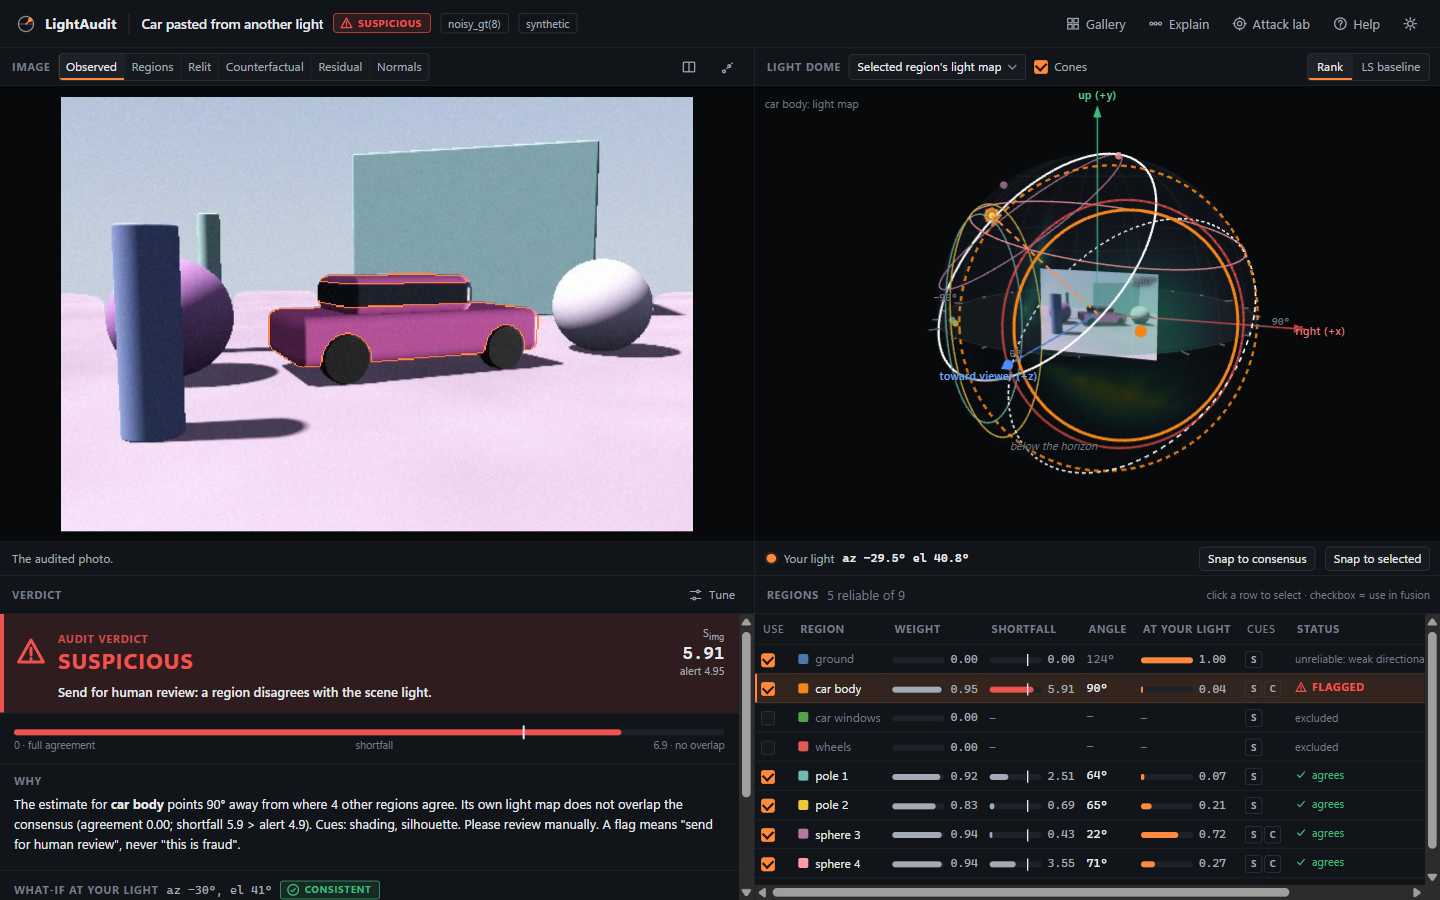 LightAudit Car pasted from another light SUSPICIOUS noisy_gt(8) synthetic Gallery Explain Attack lab Help
IMAGE Observed Regions Relit Counterfactual Residual Normals
LIGHT DOME Selected region's light map Cones Rank LS baseline
car body: light map
up (+y)
−90°
180°
90°
right (+x)
0°
toward viewer (+z)
below the horizon
The audited photo.
Your light az −29.5° el 40.8° Snap to consensus Snap to selected
VERDICT Tune
AUDIT VERDICT
SUSPICIOUS
Send for human review: a region disagrees with the scene light.
Simg
5.91
alert 4.95
0 · full agreement shortfall 6.9 · no overlap
WHY
The estimate for car body points 90° away from where 4 other regions agree. Its own light map does not overlap the
consensus (agreement 0.00; shortfall 5.9 > alert 4.9). Cues: shading, silhouette. Please review manually. A flag means "send
for human review", never "this is fraud".
WHAT-IF AT YOUR LIGHT az −30°, el 41° CONSISTENT
REGIONS 5 reliable of 9 click a row to select · checkbox = use in fusion
USE REGION WEIGHT SHORTFALL ANGLE AT YOUR LIGHT CUES STATUS
ground 0.00 0.00 124° 1.00 S unreliable: weak directiona
car body 0.95 5.91 90° 0.04 S C FLAGGED
car windows 0.00 – – – S excluded
wheels 0.00 – – – S excluded
pole 1 0.92 2.51 64° 0.07 S agrees
pole 2 0.83 0.69 65° 0.21 S agrees
sphere 3 0.94 0.43 22° 0.72 S C agrees
sphere 4 0.94 3.55 71° 0.27 S C agrees